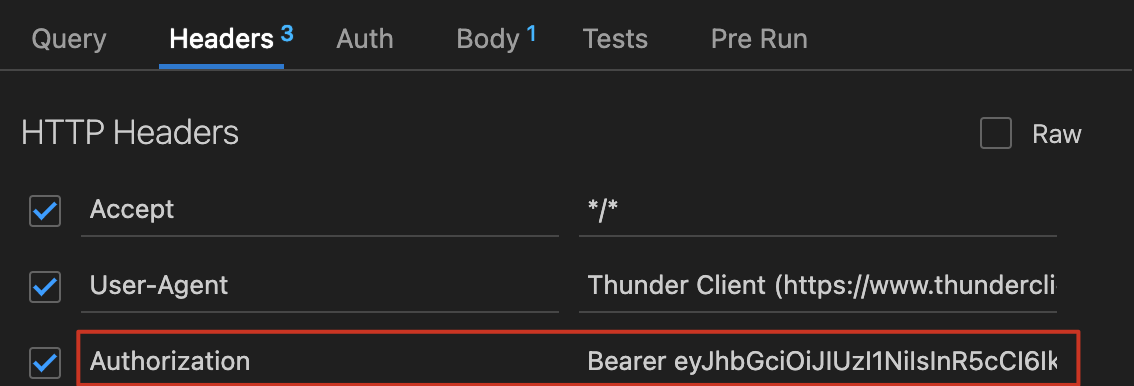 Query Headers 3 Auth Body 1 Tests Pre Run
HTTP Headers Raw
Accept */*
User-Agent Thunder Client (https://www.thundercli
Authorization Bearer eyJhbGciOiJIUzI1NiIsInR5cCI6Ik